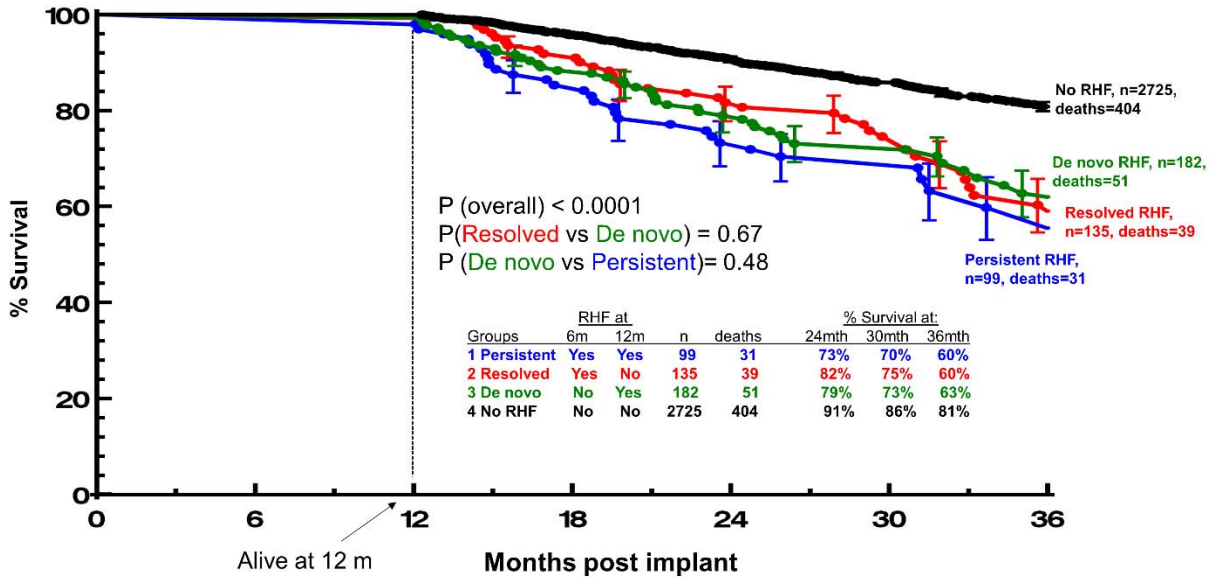 100
80
60
40
20
0
% Survival
No RHF, n=2725,
deaths=404
De novo RHF, n=182,
deaths=51
Resolved RHF,
n=135, deaths=39
Persistent RHF,
n=99, deaths=31
P (overall) < 0.0001
P(Resolved vs De novo) = 0.67
P (De novo vs Persistent)= 0.48
RHF at % Survival at:
Groups 6m 12m n deaths 24mth 30mth 36mth
1 Persistent Yes Yes 99 31 73% 70% 60%
2 Resolved Yes No 135 39 82% 75% 60%
3 De novo No Yes 182 51 79% 73% 63%
4 No RHF No No 2725 404 91% 86% 81%
0 6 12 18 24 30 36
Alive at 12 m
Months post implant